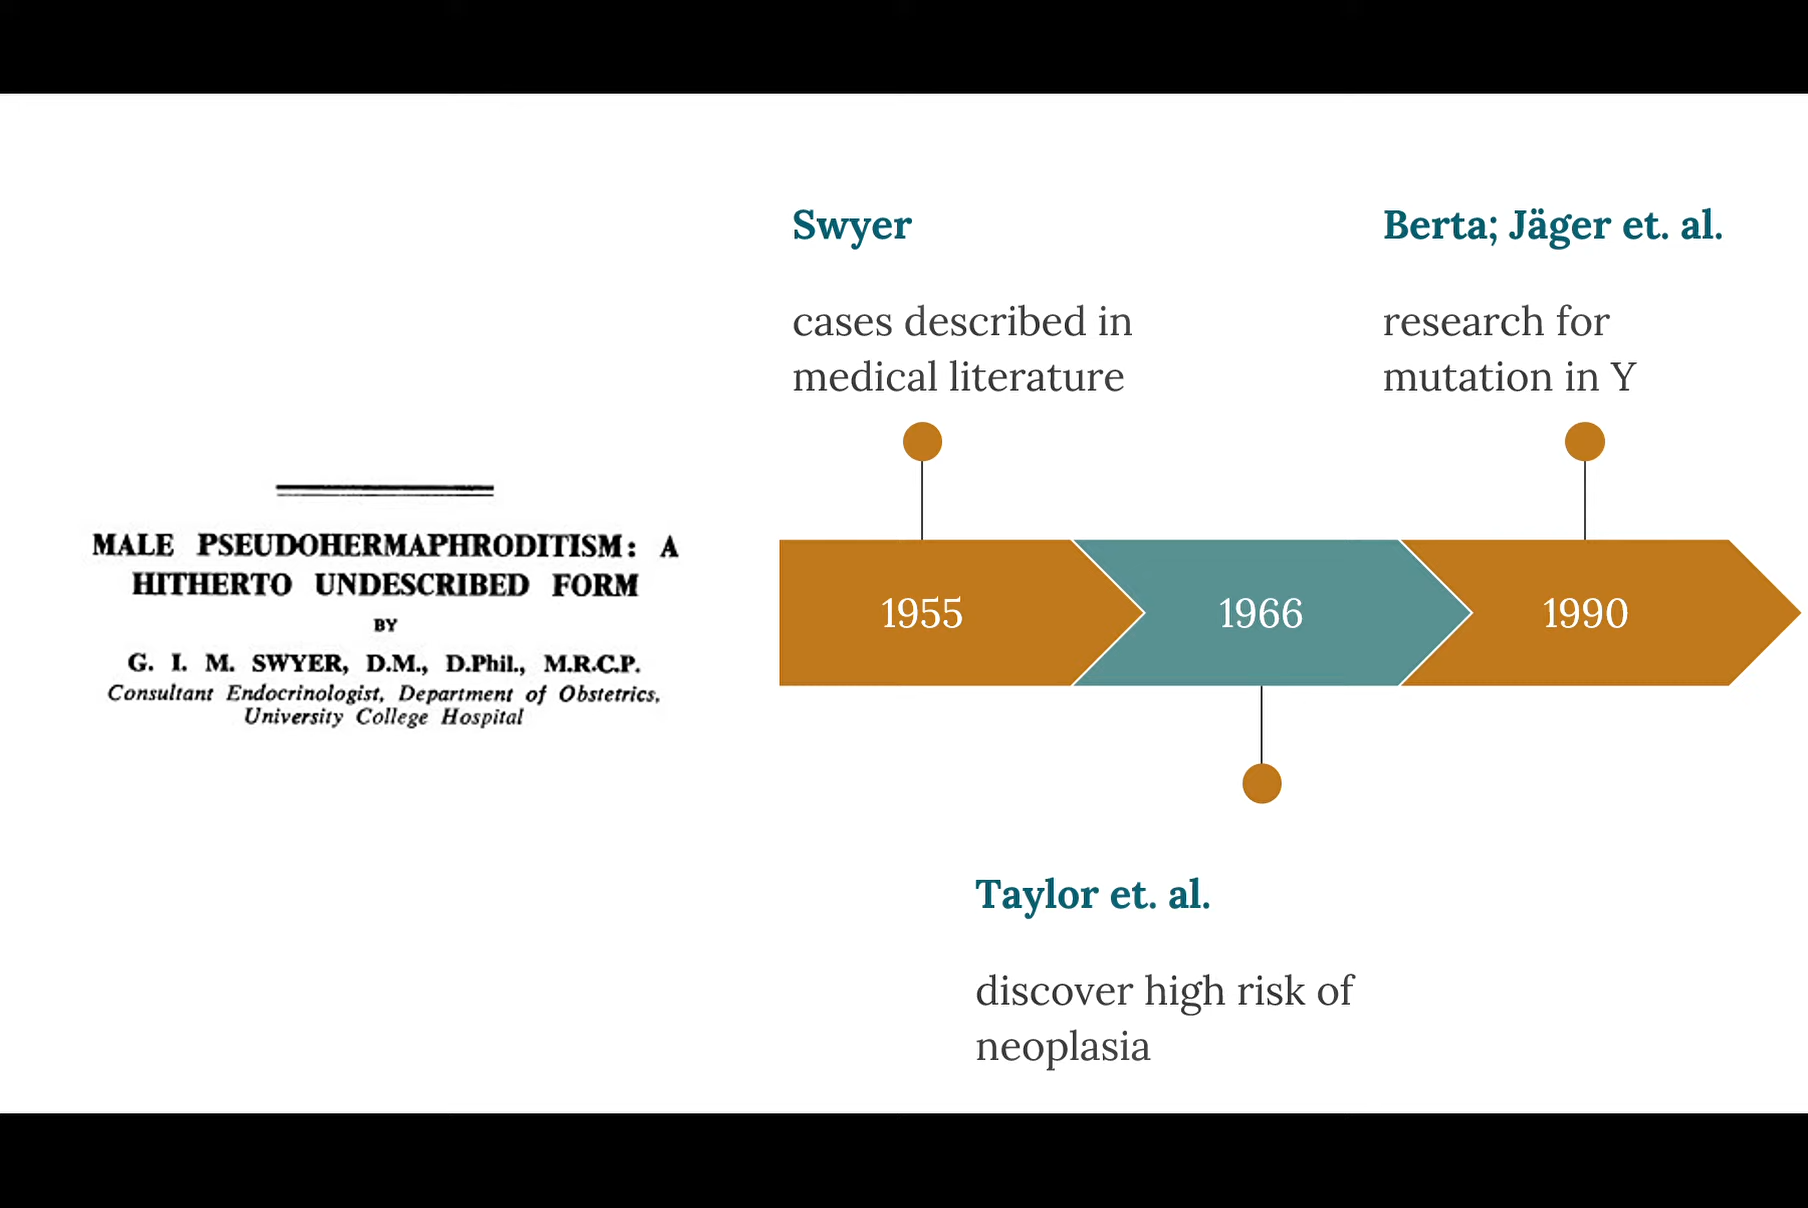 MALE PSEUDOHERMAPHRODITISM: A
HITHERTO UNDESCRIBED FORM
BY
G. I. M. SWYER, D.M., D.Phil., M.R.C.P.
Consultant Endocrinologist, Department of Obstetrics,
University College Hospital
Swyer
cases described in
medical literature
Berta; Jäger et. al.
research for
mutation in Y
1955
1966
1990
Taylor et. al.
discover high risk of
neoplasia